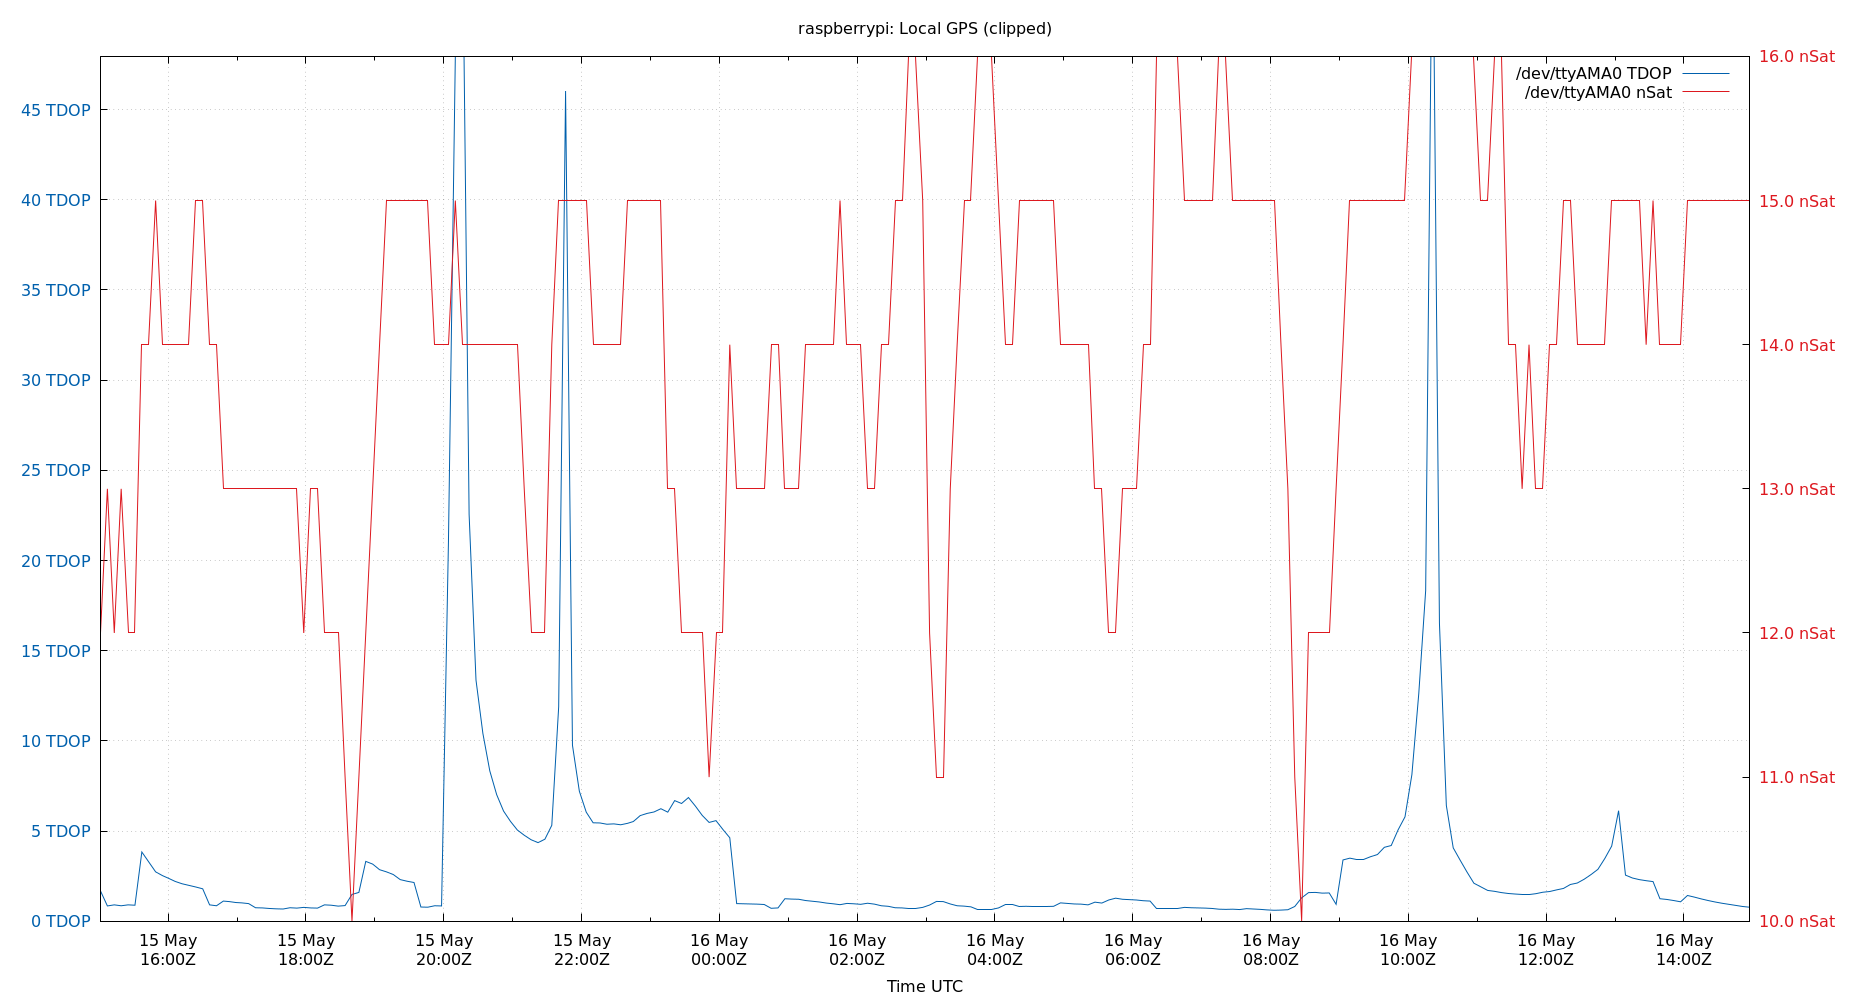 raspberrypi: Local GPS (clipped)
/dev/ttyAMA0 TDOP
/dev/ttyAMA0 nSat
45 TDOP
40 TDOP
35 TDOP
30 TDOP
25 TDOP
20 TDOP
15 TDOP
10 TDOP
5 TDOP
0 TDOP
16.0 nSat
15.0 nSat
14.0 nSat
13.0 nSat
12.0 nSat
11.0 nSat
10.0 nSat
15 May
16:00Z
15 May
18:00Z
15 May
20:00Z
15 May
22:00Z
16 May
00:00Z
16 May
02:00Z
16 May
04:00Z
16 May
06:00Z
16 May
08:00Z
16 May
10:00Z
16 May
12:00Z
16 May
14:00Z
Time UTC